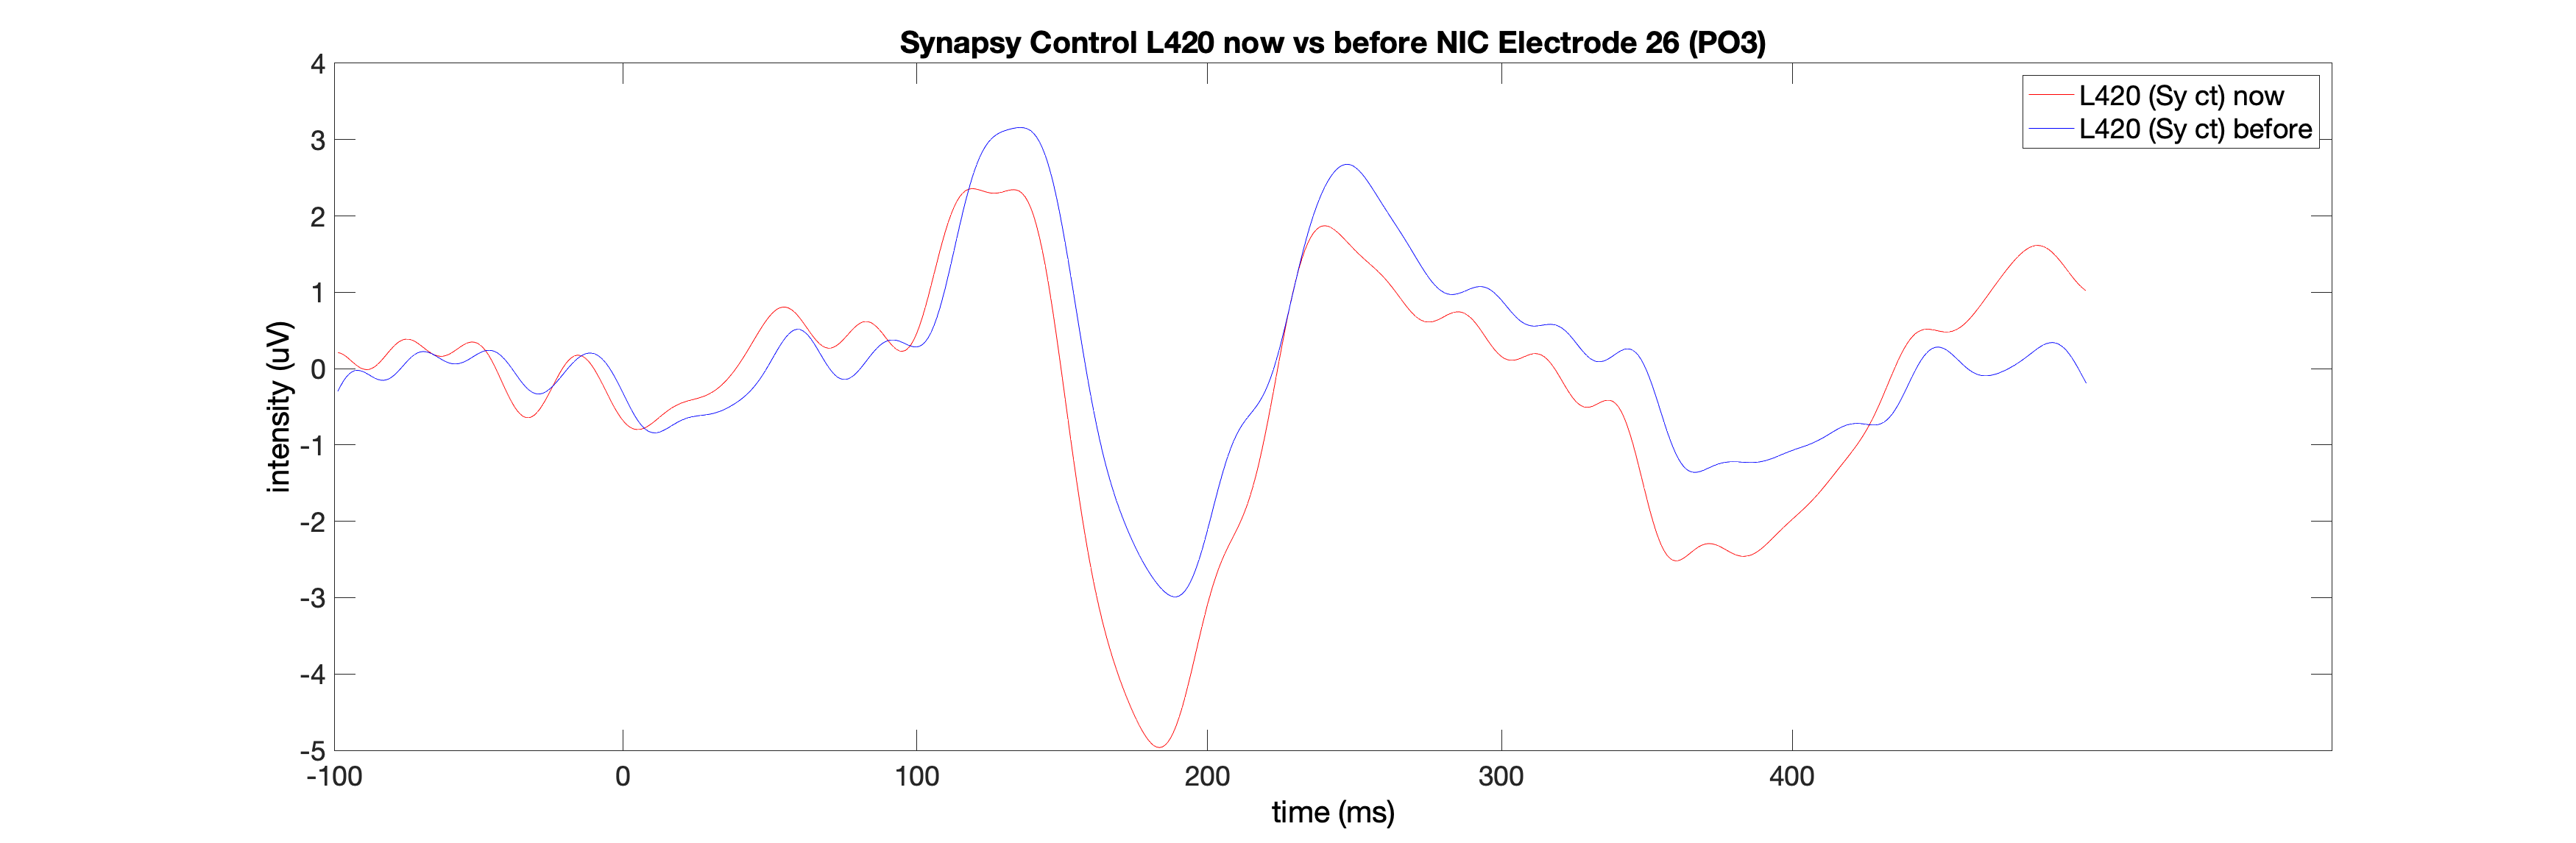 Synapsy Control L420 now vs before NIC Electrode 26 (PO3)
L420 (Sy ct) now
L420 (Sy ct) before
intensity (uV)
4
3
2
1
0
-1
-2
-3
-4
-5
-100 0 100 200 300 400
time (ms)